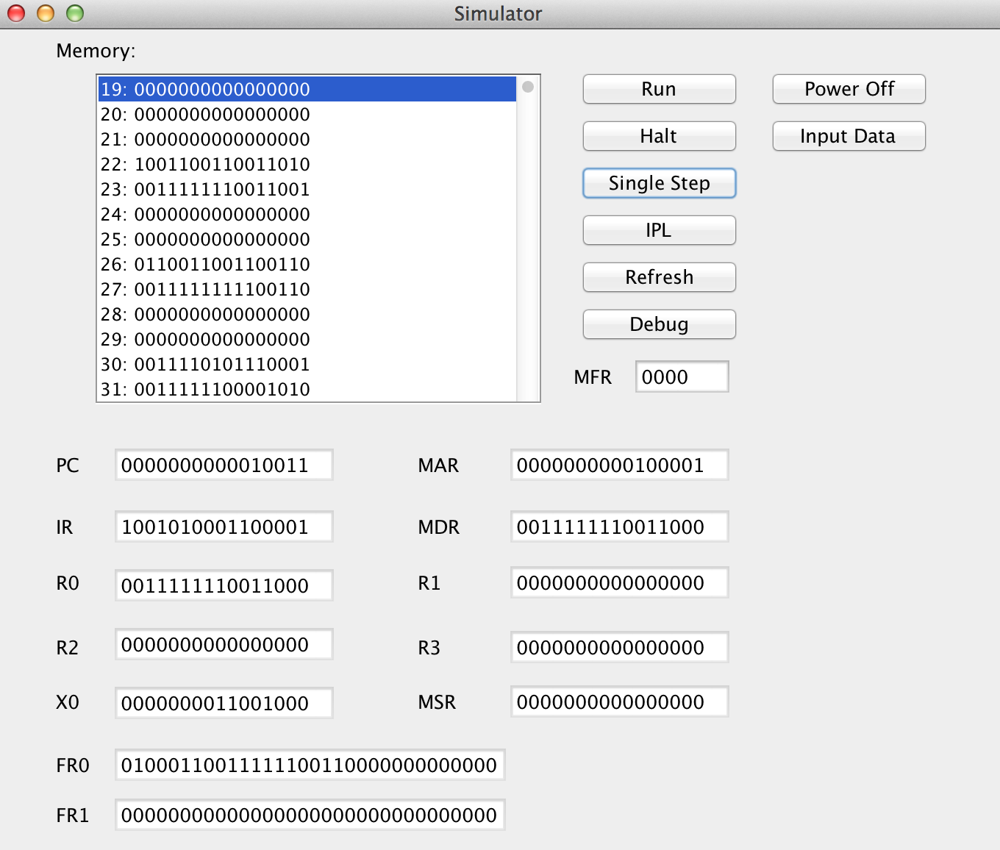 Simulator
Memory:
19: 0000000000000000
20: 0000000000000000
21: 0000000000000000
22: 1001100110011010
23: 0011111110011001
24: 0000000000000000
25: 0000000000000000
26: 0110011001100110
27: 0011111111100110
28: 0000000000000000
29: 0000000000000000
30: 0011110101110001
31: 0011111100001010
Run
Power Off
Halt
Input Data
Single Step
IPL
Refresh
Debug
MFR 0000
PC 0000000000010011 MAR 0000000000100001
IR 1001010001100001 MDR 0011111110011000
R0 0011111110011000 R1 0000000000000000
R2 0000000000000000 R3 0000000000000000
X0 0000000011001000 MSR 0000000000000000
FR0 01000110011111100110000000000000
FR1 00000000000000000000000000000000